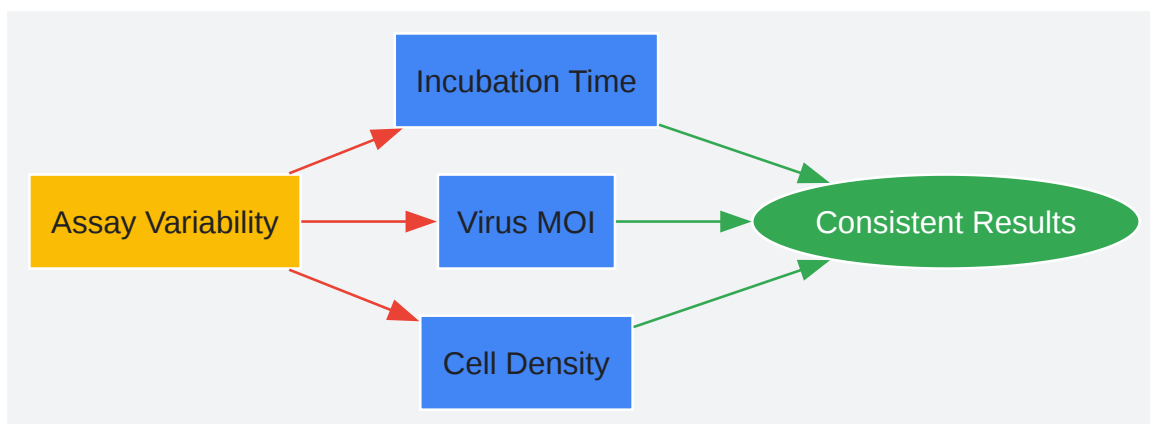 Incubation Time
Assay Variability
Virus MOI
Consistent Results
Cell Density